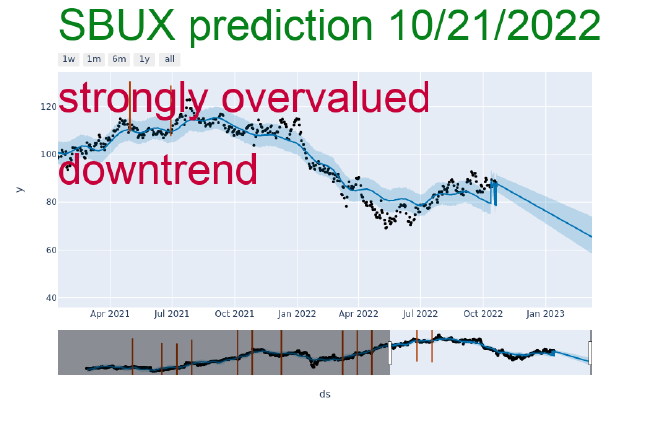 SBUX prediction 10/21/2022
1w 1m 6m 1y all
strongly overvalued
downtrend
120
100
80
60
40
y
Apr 2021 Jul 2021 Oct 2021 Jan 2022 Apr 2022 Jul 2022 Oct 2022 Jan 2023
ds